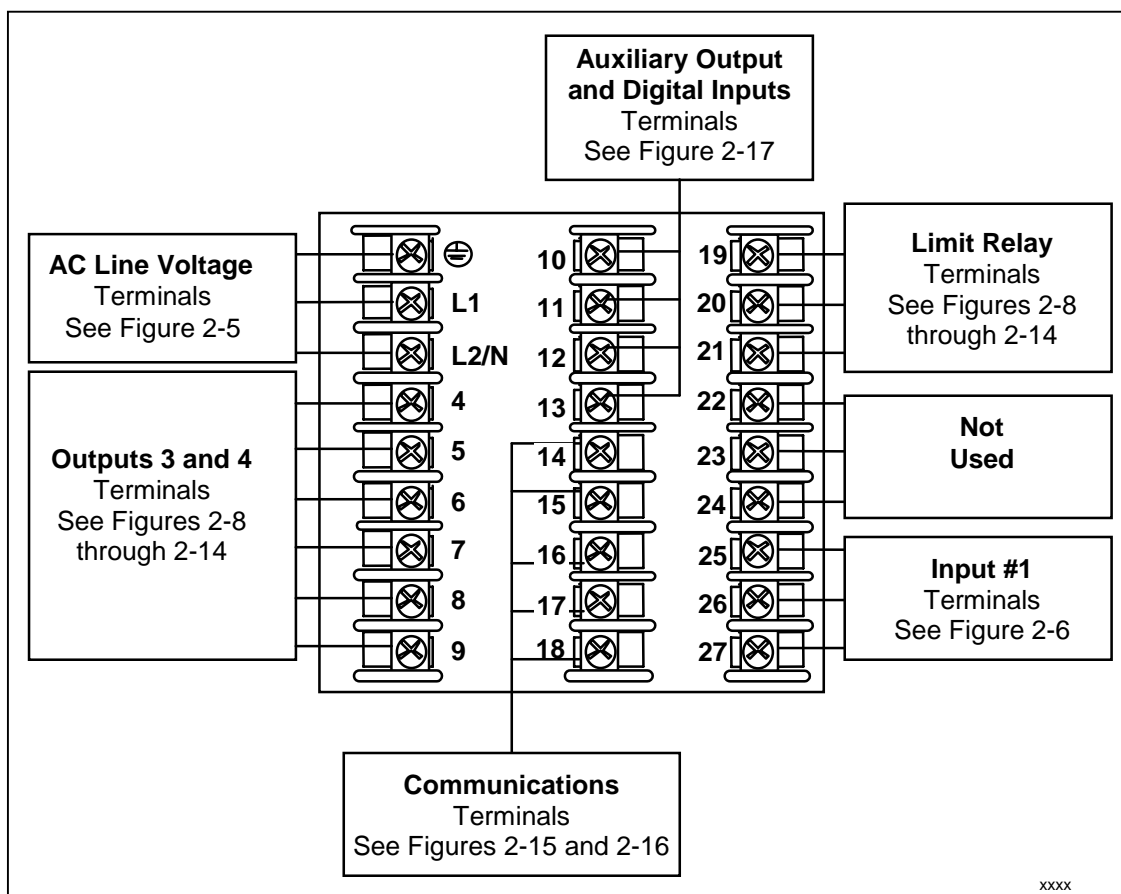 Auxiliary Output
and Digital Inputs
Terminals
See Figure 2-17
AC Line Voltage
Terminals
See Figure 2-5
Outputs 3 and 4
Terminals
See Figures 2-8
through 2-14
L1
L2/N
4
5
6
7
8
9
10
11
12
13
14
15
16
17
18
19
20
21
22
23
24
25
26
27
Limit Relay
Terminals
See Figures 2-8
through 2-14
Not
Used
Input #1
Terminals
See Figure 2-6
Communications
Terminals
See Figures 2-15 and 2-16
xxxx